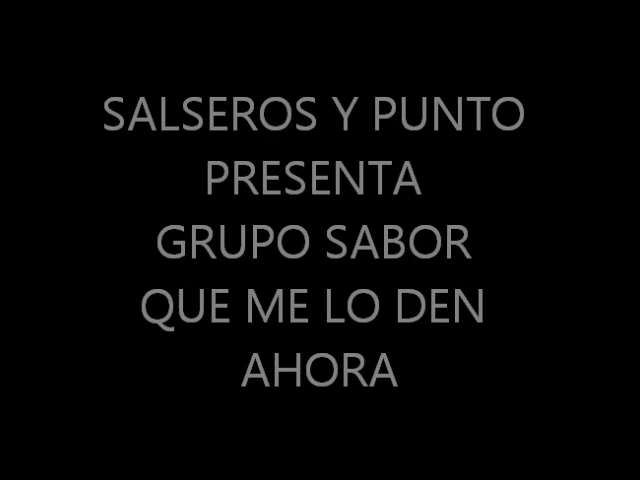 SALSEROS Y PUNTO
PRESENTA
GRUPO SABOR
QUE ME LO DEN
AHORA